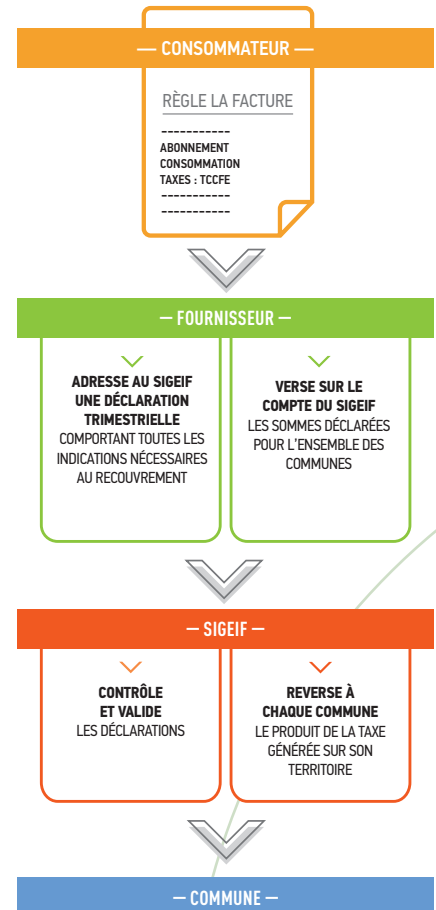 — CONSOMMATEUR —
RÈGLE LA FACTURE
-----------
ABONNEMENT
CONSOMMATION
TAXES : TCCFE
-----------
-----------
— FOURNISSEUR —
ADRESSE AU SIGEIF
UNE DÉCLARATION
TRIMESTRIELLE
COMPORTANT TOUTES LES
INDICATIONS NÉCESSAIRES
AU RECOUVREMENT
VERSE SUR LE
COMPTE DU SIGEIF
LES SOMMES DÉCLARÉES
POUR L'ENSEMBLE DES
COMMUNES
— SIGEIF —
CONTRÔLE
ET VALIDE
LES DÉCLARATIONS
REVERSE À
CHAQUE COMMUNE
LE PRODUIT DE LA TAXE
GÉNÉRÉE SUR SON
TERRITOIRE
— COMMUNE —